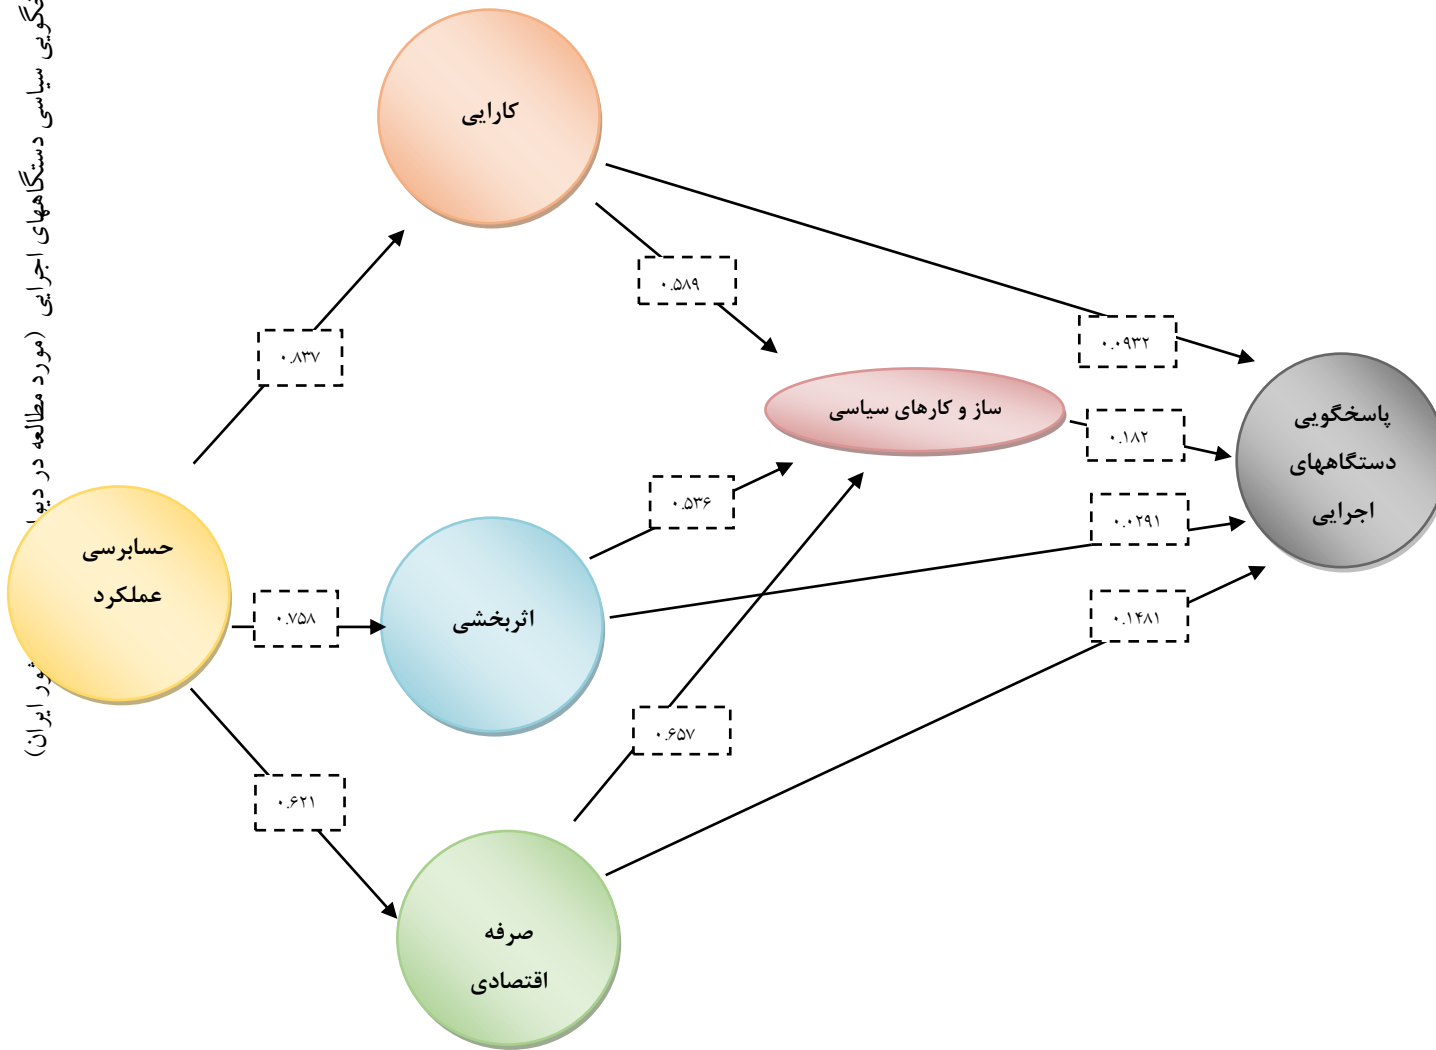 کارایی
۰.۵۸۹
۰.۰۹۳۲
۰.۸۳۷
ساز و کارهای سیاسی
۰.۱۸۲
پاسخگویی
دستگاههای
اجرایی
۰.۵۳۶
۰.۰۲۹۱
حسابرسی
عملکرد
۰.۷۵۸
اثربخشی
۰.۱۴۸۱
۰.۶۵۷
۰.۶۲۱
صرفه
اقتصادی
سیاسی دستگاههای اجرایی (مورد مطالعه در ایران)